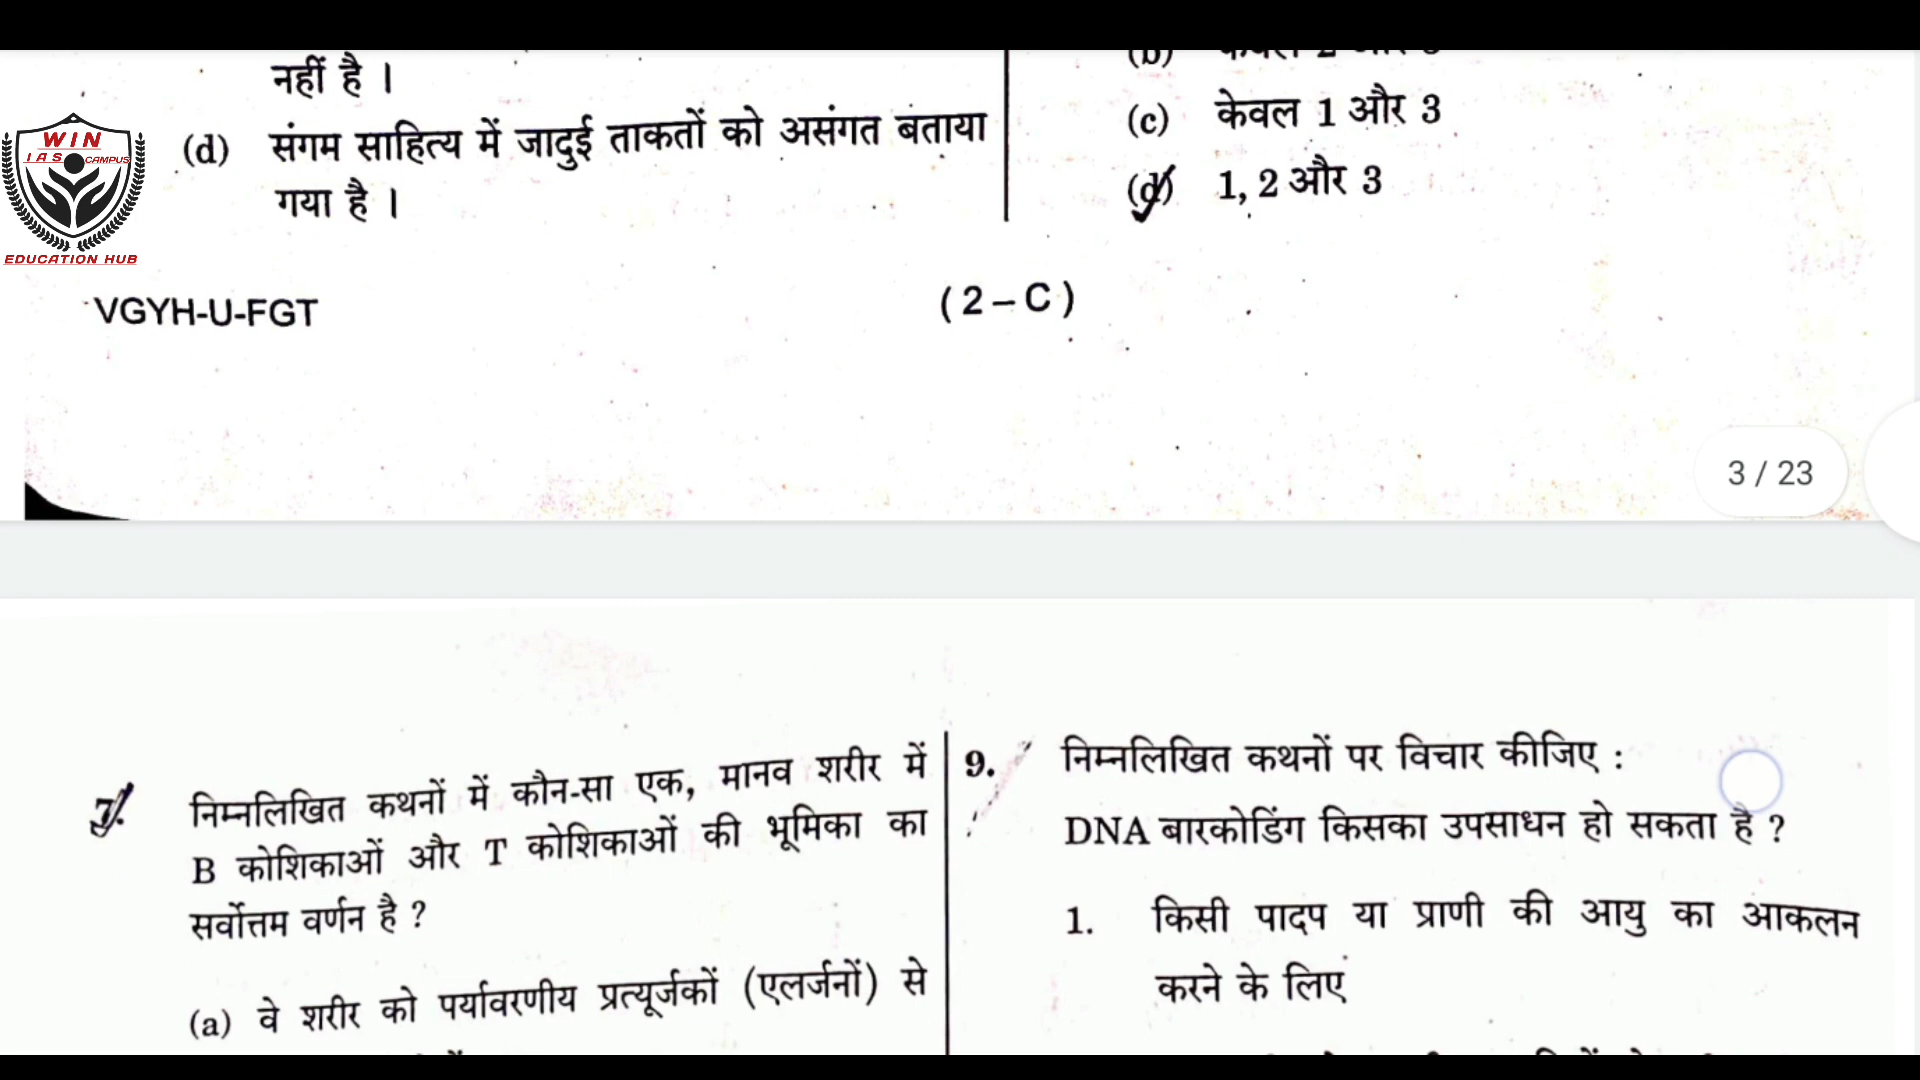 नहीं है ।
(d) संगम साहित्य में जादुई ताकतों को असंगत बताया
गया है ।
(b)
(c) केवल 1 और 3
(d) 1, 2 और 3
WIN
IAS CAMPUS
EDUCATION HUB
VGYH-U-FGT
( 2 – C )
3 / 23
7. निम्नलिखित कथनों में कौन-सा एक, मानव शरीर में
B कोशिकाओं और T कोशिकाओं की भूमिका का
सर्वोत्तम वर्णन है ?
(a) वे शरीर को पर्यावरणीय प्रत्यूर्जकों (एलर्जनों) से
9. निम्नलिखित कथनों पर विचार कीजिए :
DNA बारकोडिंग किसका उपसाधन हो सकता है ?
1. किसी पादप या प्राणी की आयु का आकलन
करने के लिए